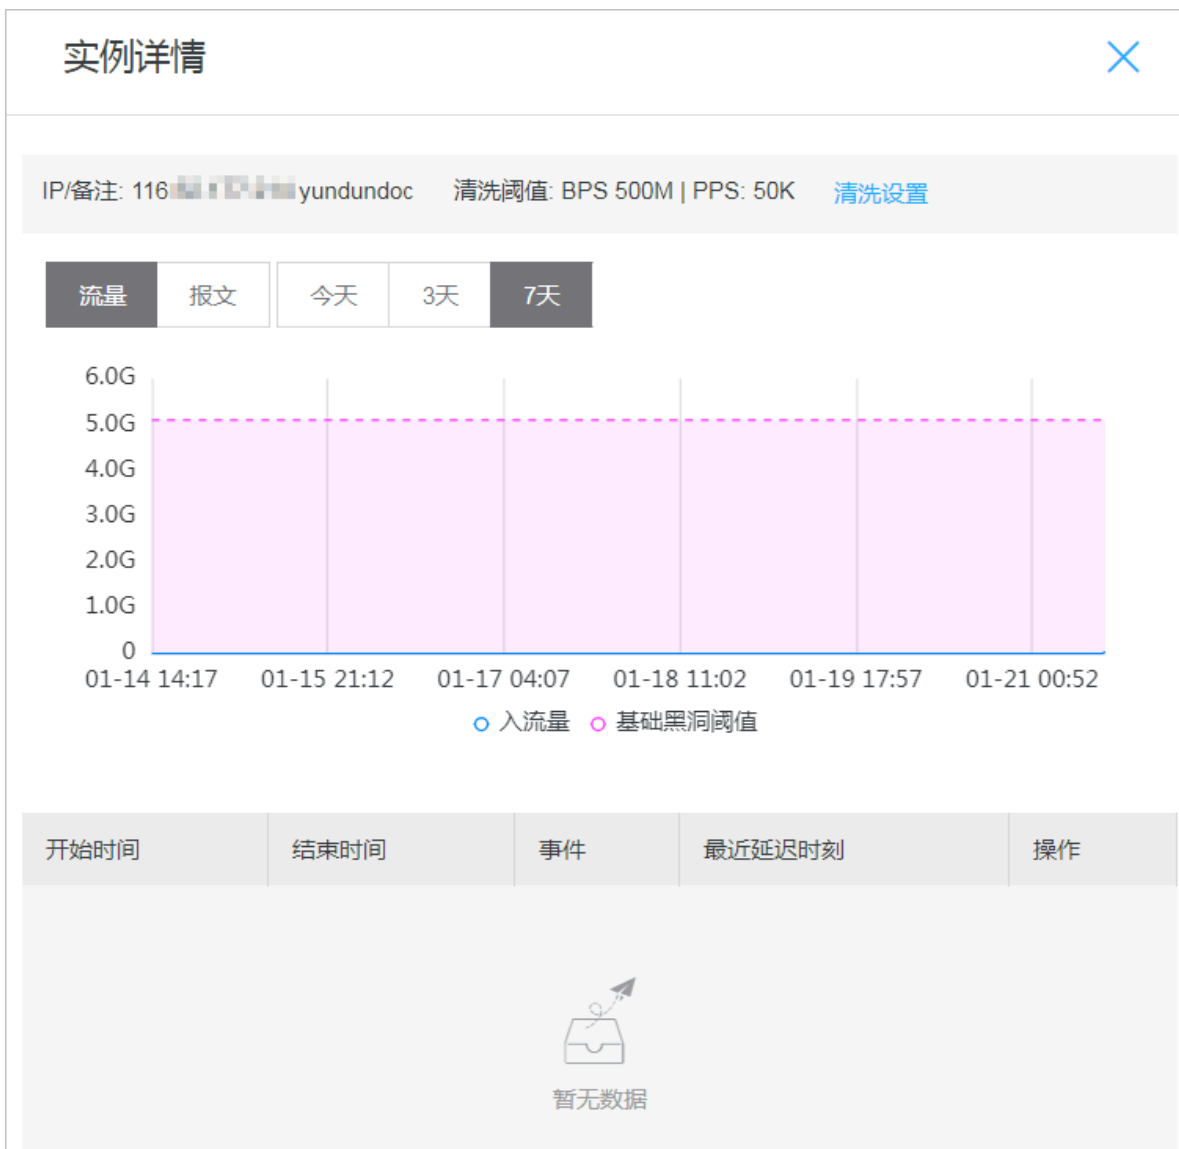 实例详情
IP/备注: 116 yundundoc 清洗阈值: BPS 500M | PPS: 50K 清洗设置
流量 报文 今天 3天 7天
6.0G
5.0G
4.0G
3.0G
2.0G
1.0G
0
01-14 14:17 01-15 21:12 01-17 04:07 01-18 11:02 01-19 17:57 01-21 00:52
入流量 基础黑洞阈值
开始时间 结束时间 事件 最近延迟时刻 操作
暂无数据